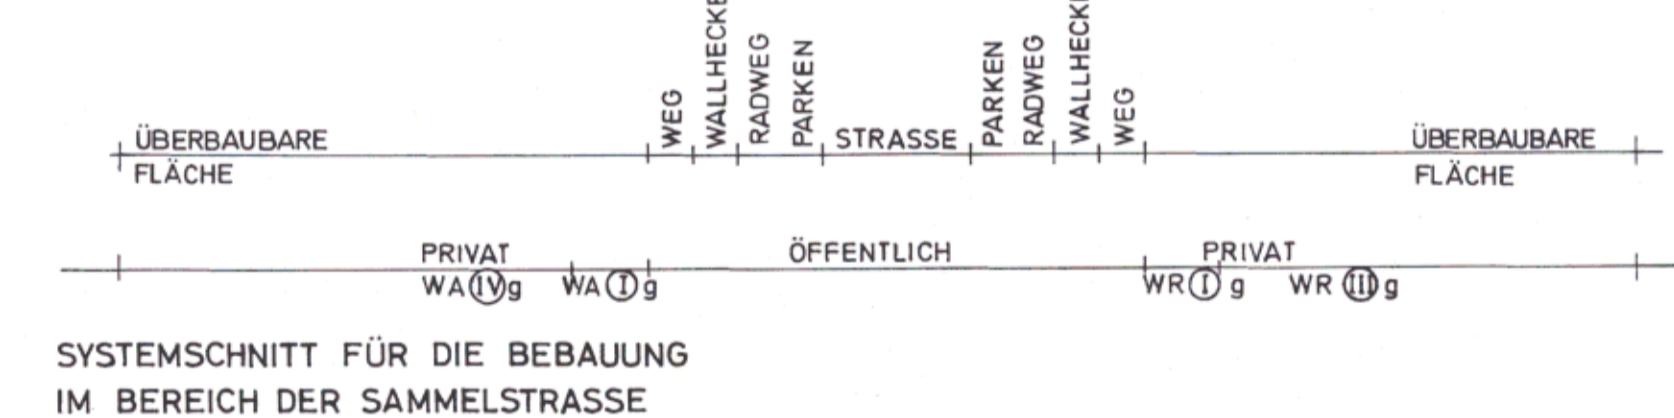 WEG
WALLHECKE
RADWEG
PARKEN
STRASSE
PARKEN
RADWEG
WALLHECKE
WEG
ÜBERBAUBARE
FLÄCHE
ÜBERBAUBARE
FLÄCHE
PRIVAT
ÖFFENTLICH
PRIVAT
WA IV g
WA I g
WR I g
WR III g
SYSTEMSCHNITT FÜR DIE BEBAUUNG
IM BEREICH DER SAMMELSTRASSE